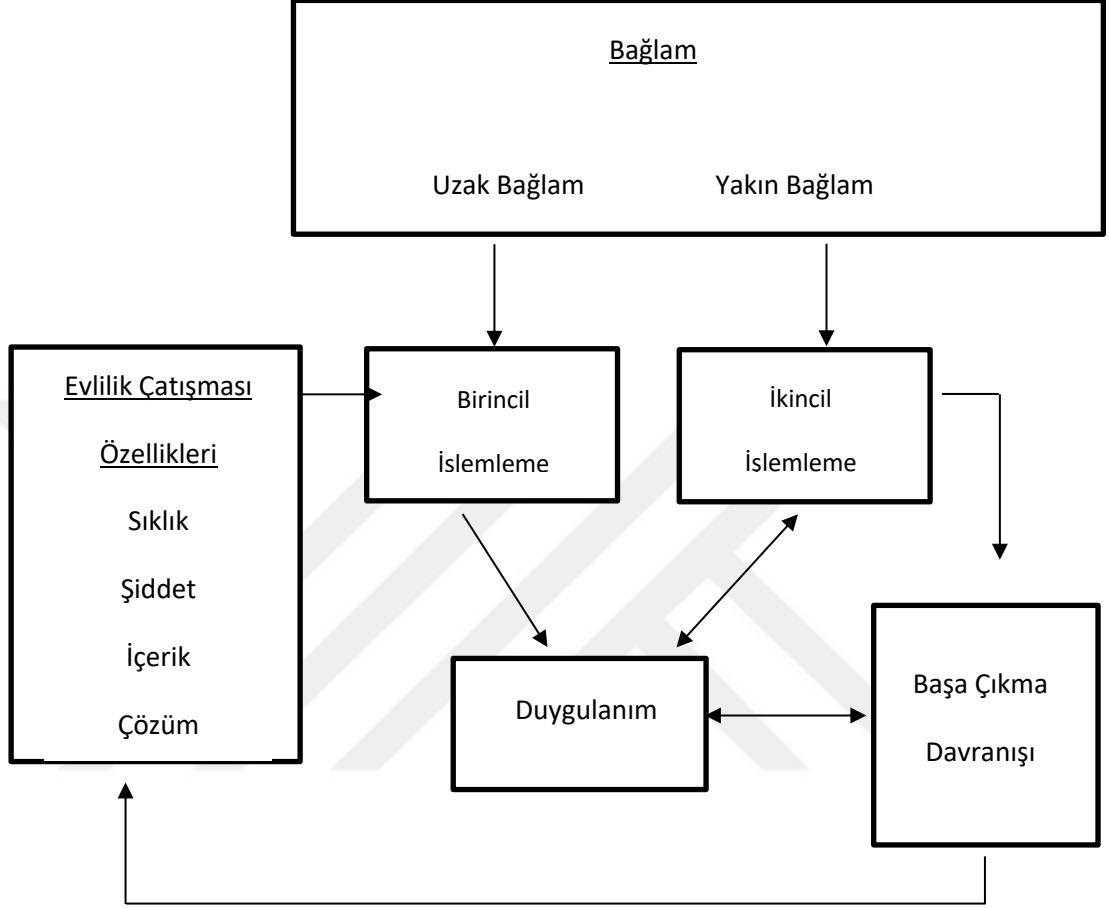 Bağlam
Uzak Bağlam Yakın Bağlam
Evlilik Çatışması
Özellikleri
Sıklık
Şiddet
İçerik
Çözüm
Birincil
İslemleme
İkincil
İslemleme
Duygulanım
Başa Çıkma
Davranışı